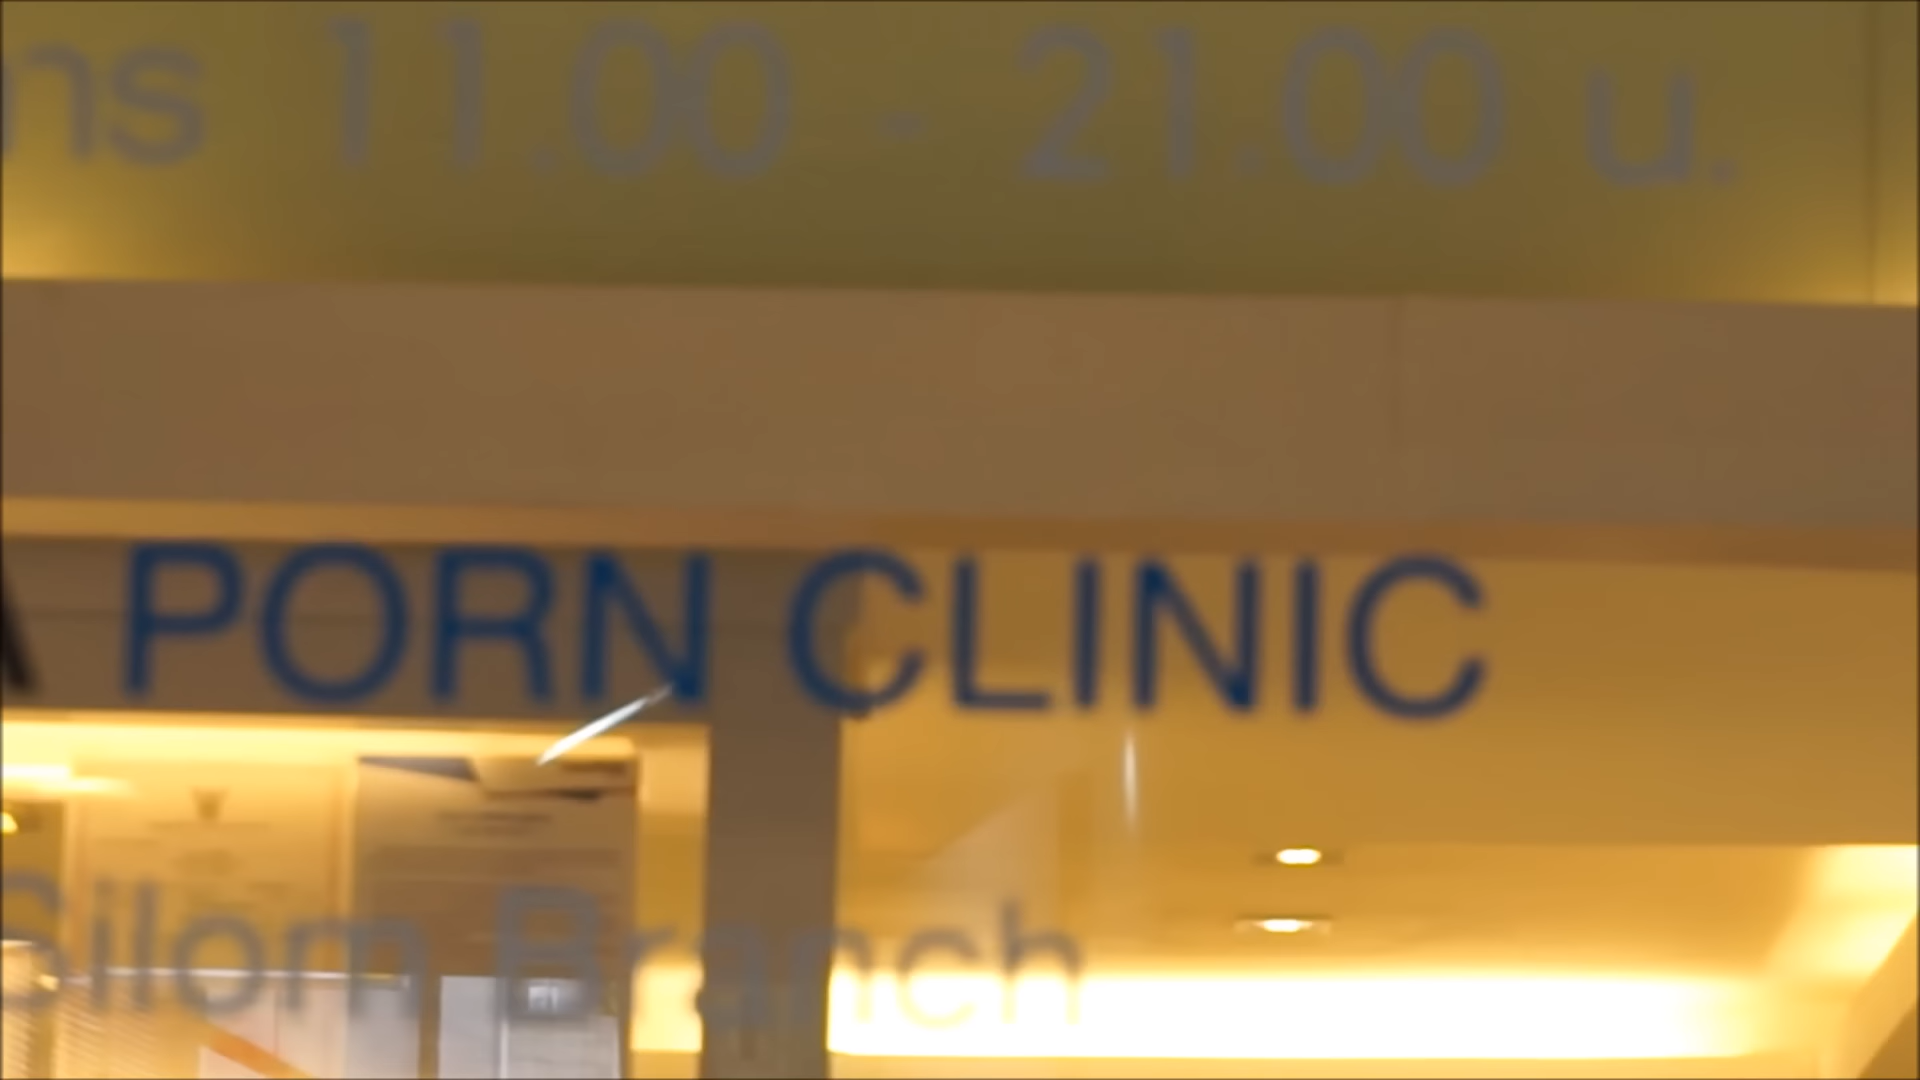 11.00 - 21.00 น.
PORN CLINIC
Silom Branch